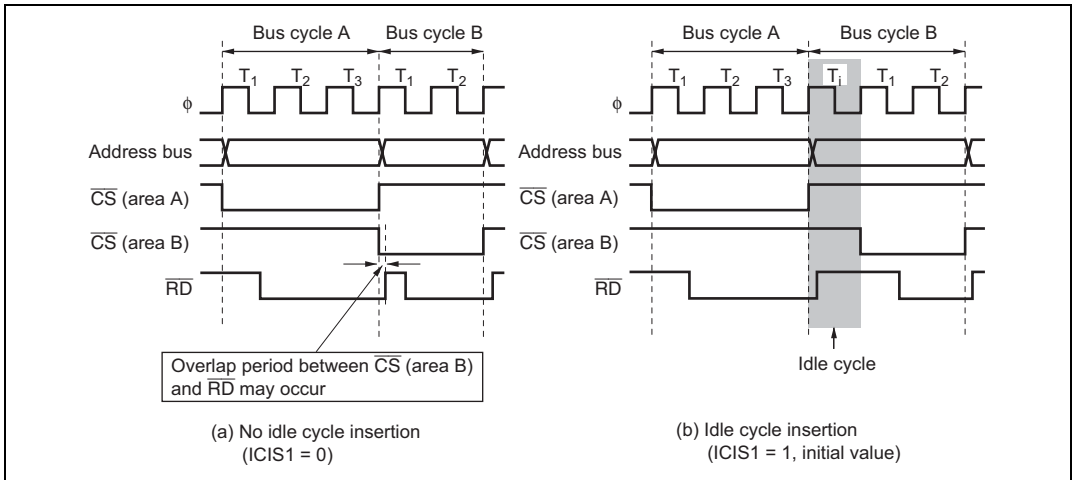 Bus cycle A
Bus cycle B
T1 T2 T3 T1 T2
ϕ
Address bus
CS (area A)
CS (area B)
RD
Overlap period between CS (area B)
and RD may occur
(a) No idle cycle insertion
(ICIS1 = 0)
Bus cycle A
Bus cycle B
T1 T2 T3 Ti T1 T2
ϕ
Address bus
CS (area A)
CS (area B)
RD
Idle cycle
(b) Idle cycle insertion
(ICIS1 = 1, initial value)